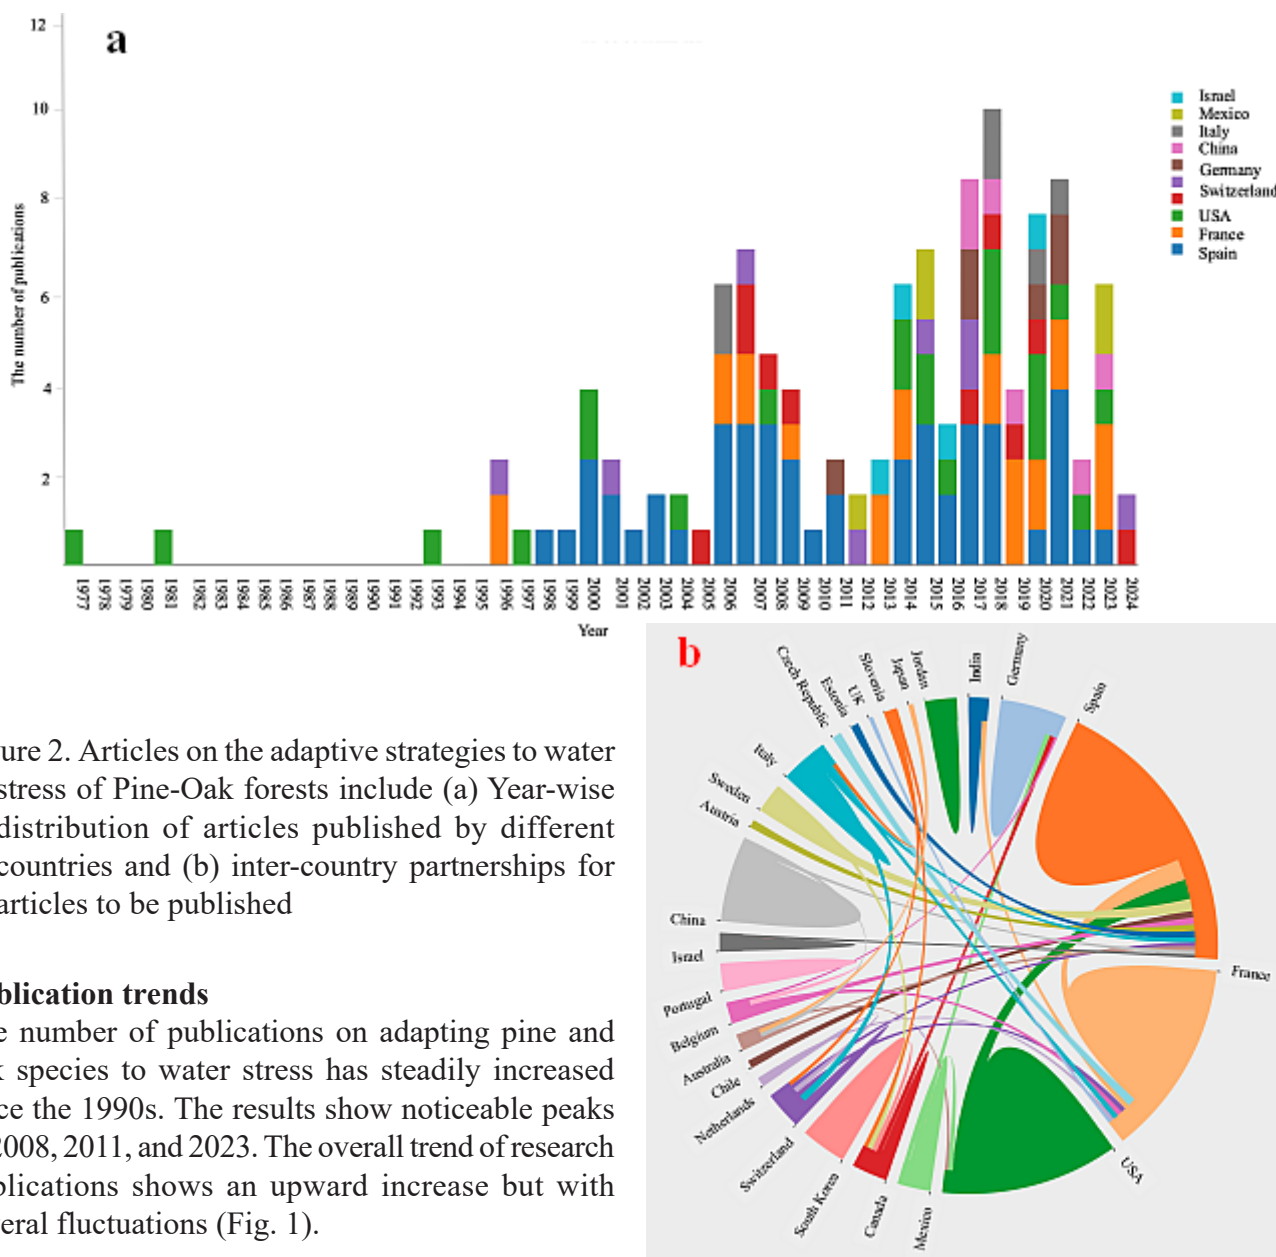 a
12
10
8
6
4
2
The number of publications
Israel
Mexico
Italy
China
Germany
Switzerland
USA
France
Spain
1977 1978 1979 1980 1981 1982 1983 1984 1985 1986 1987 1988 1989 1990 1991 1992 1993 1994 1995 1996 1997 1998 1999 2000 2001 2002 2003 2004 2005 2006 2007 2008 2009 2010 2011 2012 2013 2014 2015 2016 2017 2018 2019 2020 2021 2022 2023 2024
Year
b
Czech Republic
Estonia
UK
Slovenia
Japan
Jordan
India
Germany
Spain
Italy
Sweden
Austria
China
Israel
Portugal
Belgium
Australia
Chile
Netherlands
Switzerland
South Korea
Canada
Mexico
USA
France
ure 2. Articles on the adaptive strategies to water
stress of Pine-Oak forests include (a) Year-wise
distribution of articles published by different
countries and (b) inter-country partnerships for
articles to be published
blication trends
e number of publications on adapting pine and
k species to water stress has steadily increased
ce the 1990s. The results show noticeable peaks
2008, 2011, and 2023. The overall trend of research
blications shows an upward increase but with
eral fluctuations (Fig. 1).